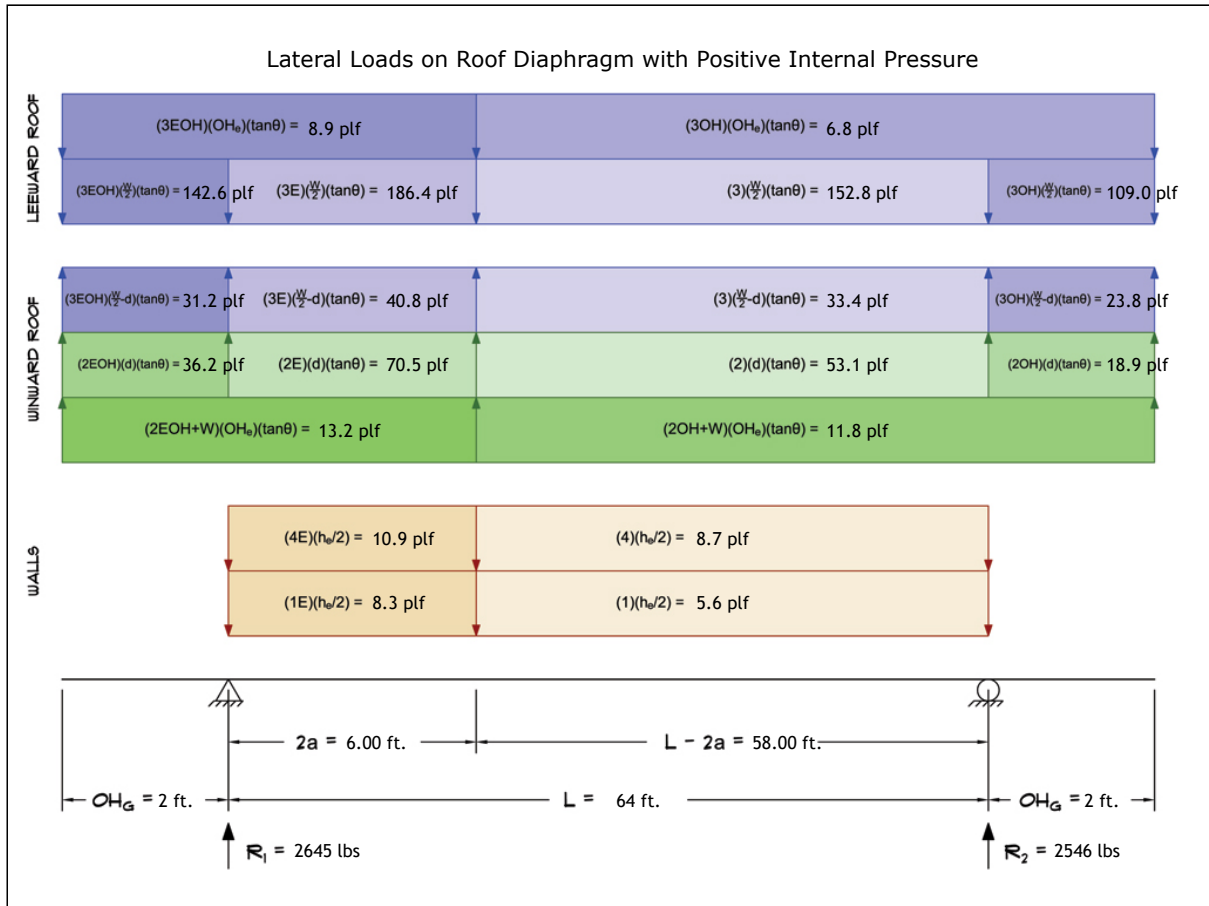 Lateral Loads on Roof Diaphragm with Positive Internal Pressure
LEEWARD ROOF
(3EOH)(OHₑ)(tanθ) = 8.9 plf
(3OH)(OHₑ)(tanθ) = 6.8 plf
(3EOH)(W/2)(tanθ) = 142.6 plf
(3E)(W/2)(tanθ) = 186.4 plf
(3)(W/2)(tanθ) = 152.8 plf
(3OH)(W/2)(tanθ) = 109.0 plf
WINWARD ROOF
(3EOH)(W/2-d)(tanθ) = 31.2 plf
(3E)(W/2-d)(tanθ) = 40.8 plf
(3)(W/2-d)(tanθ) = 33.4 plf
(3OH)(W/2-d)(tanθ) = 23.8 plf
(2EOH)(d)(tanθ) = 36.2 plf
(2E)(d)(tanθ) = 70.5 plf
(2)(d)(tanθ) = 53.1 plf
(2OH)(d)(tanθ) = 18.9 plf
(2EOH+W)(OHₑ)(tanθ) = 13.2 plf
(2OH+W)(OHₑ)(tanθ) = 11.8 plf
WALLS
(4E)(hₑ/2) = 10.9 plf
(4)(hₑ/2) = 8.7 plf
(1E)(hₑ/2) = 8.3 plf
(1)(hₑ/2) = 5.6 plf
2a = 6.00 ft.
L - 2a = 58.00 ft.
OH_G = 2 ft.
L = 64 ft.
OH_G = 2 ft.
R₁ = 2645 lbs
R₂ = 2546 lbs